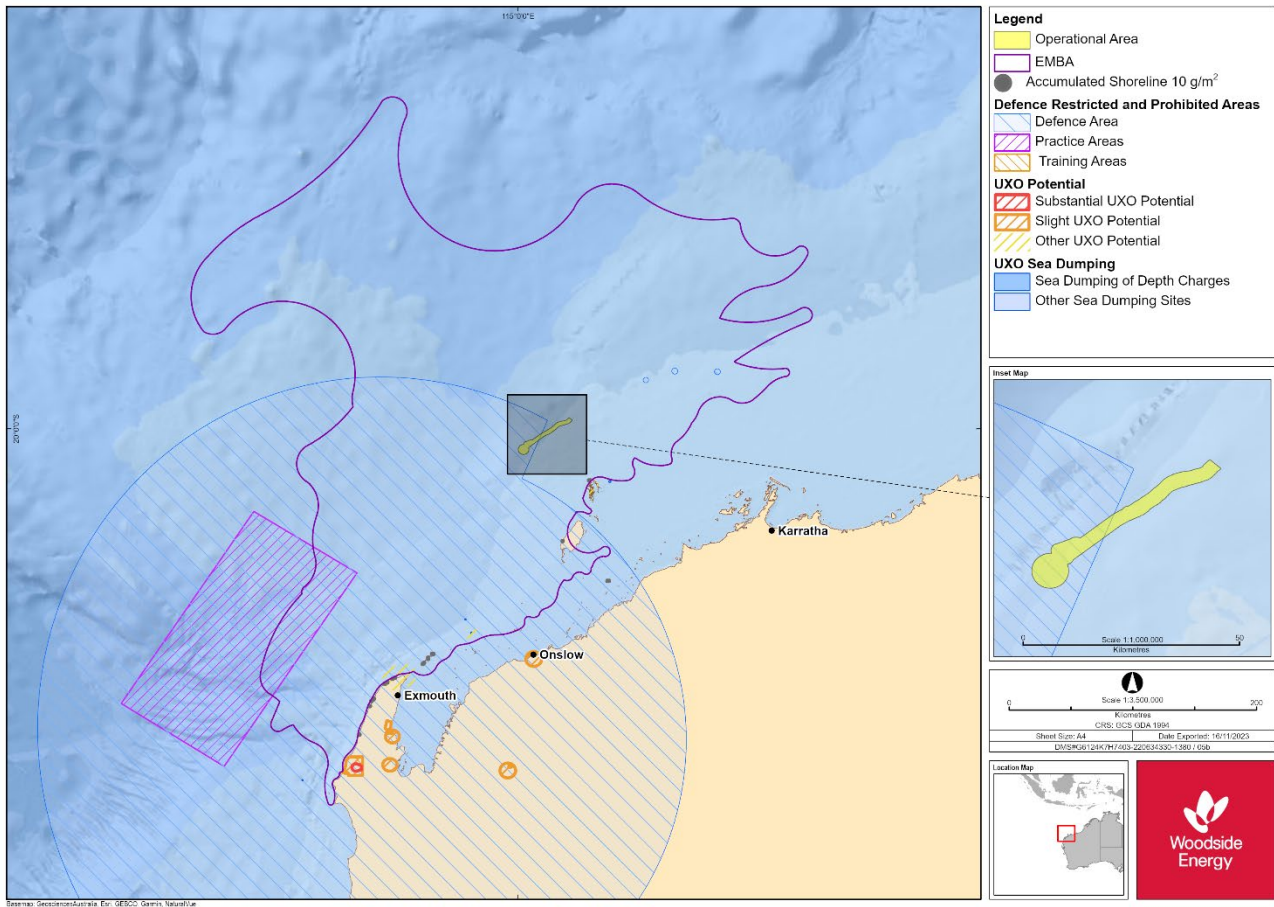 115°0'0"E
20°0'0"S
Karratha
Onslow
Exmouth
Legend
Operational Area
EMBA
Accumulated Shoreline 10 g/m²
Defence Restricted and Prohibited Areas
Defence Area
Practice Areas
Training Areas
UXO Potential
Substantial UXO Potential
Slight UXO Potential
Other UXO Potential
UXO Sea Dumping
Sea Dumping of Depth Charges
Other Sea Dumping Sites
Inset Map
0 Scale 1:1,000,000 50
Kilometres
Scale 1:3,500,000
0 200
Kilometres
CRS: GCS GDA 1994
Sheet Size: A4 Date Exported: 16/11/2023
Location Map
Woodside
Energy
Basemap: GeosciencesAustralia, Esri, GEBCO, Garmin, NaturalVue